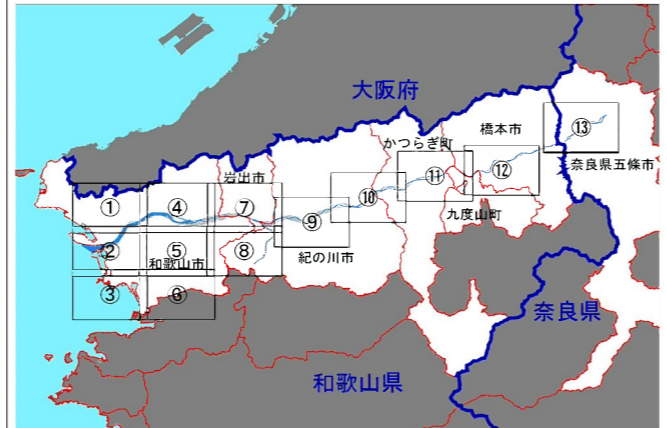 大阪府
橋本市
かつらぎ町
⑬
岩出市
⑪
⑫
奈良県五條市
⑩
①
④
⑦
⑨
九度山町
②
⑤
⑧
和歌山市
紀の川市
③
⑥
奈良県
和歌山県